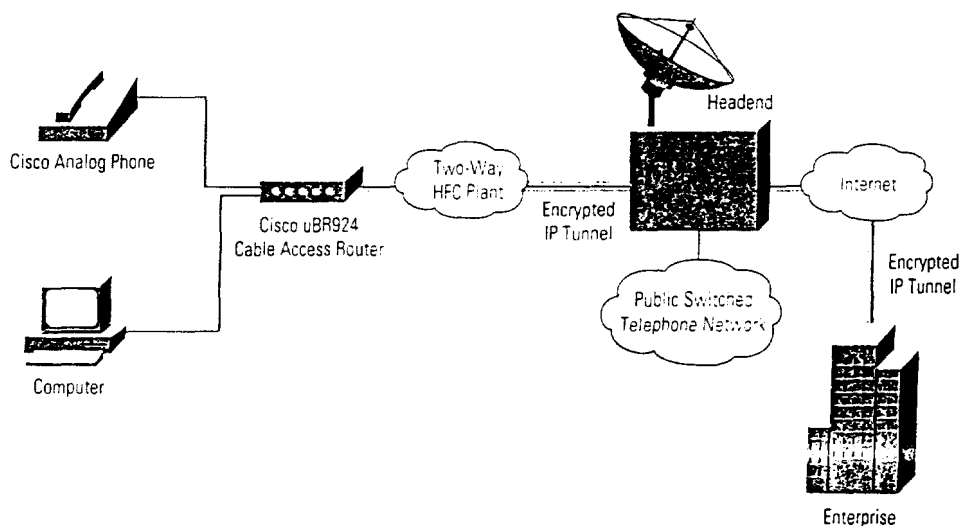 Headend
Cisco Analog Phone
Two-Way
HFC Plant
Internet
Encrypted
IP Tunnel
Cisco uBR924
Cable Access Router
Encrypted
IP Tunnel
Public Switched
Telephone Network
Computer
Enterprise